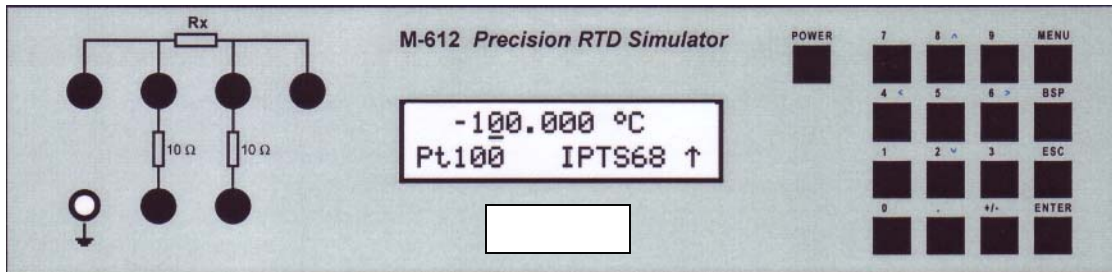 Rx
M-612 Precision RTD Simulator
10 Ω 10 Ω
-100.000 °C
Pt100 IPTS68 ↑
POWER
7 8 ^ 9 MENU
4 < 5 6 > BSP
1 2 ˅ 3 ESC
0 . +/- ENTER